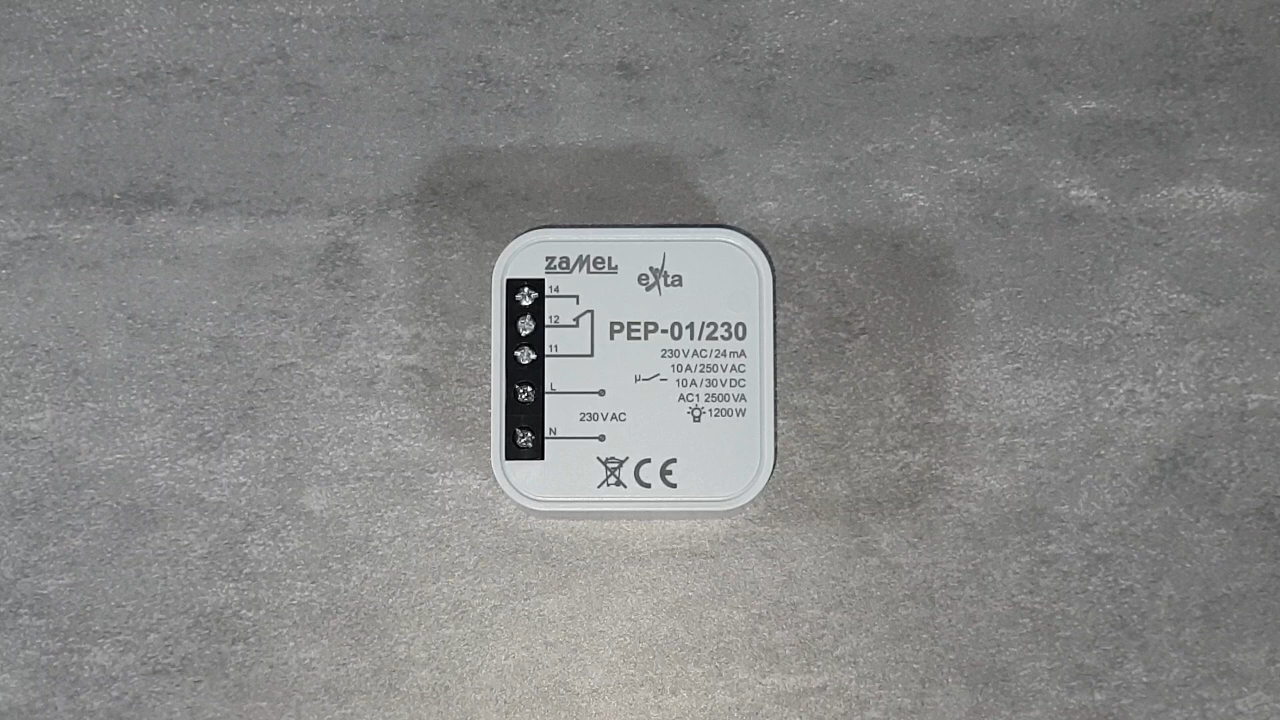 zaMeL
eXta
14
12
11
L
230 V AC
N
PEP-01/230
230 V AC / 24 mA
10 A / 250 V AC
µ 10 A / 30 V DC
AC1 2500 VA
1200 W
CE